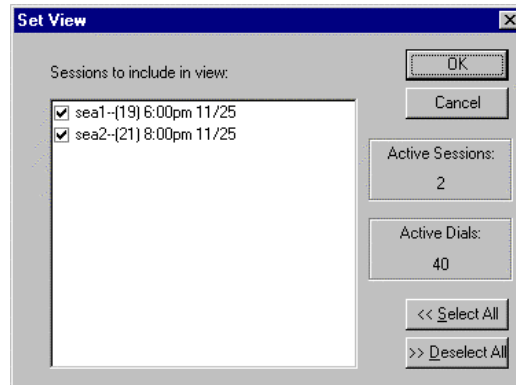 Set View
Sessions to include in view:
sea1--(19) 6:00pm 11/25
sea2--(21) 8:00pm 11/25
OK
Cancel
Active Sessions:
2
Active Dials:
40
<< Select All
>> Deselect All